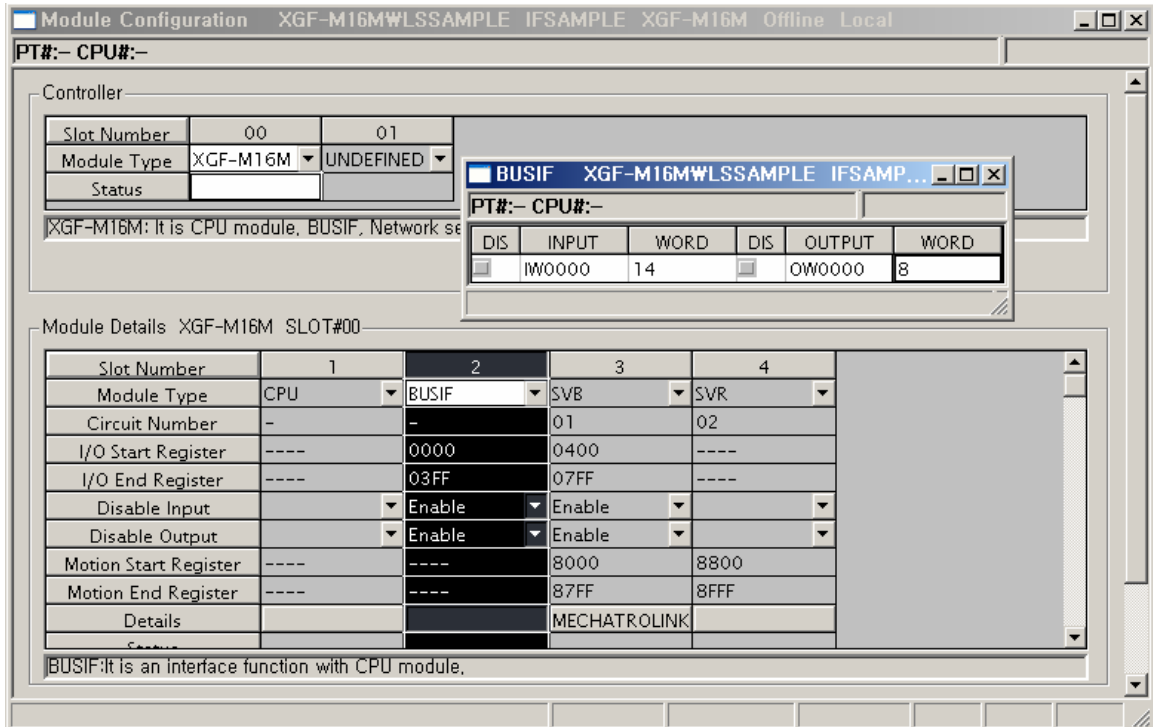 Module Configuration XGF-M16M₩LSSAMPLE IFSAMPLE XGF-M16M Offline Local
PT#:– CPU#:–
Controller
Slot Number 00 01
Module Type XGF-M16M UNDEFINED
Status
XGF-M16M: It is CPU module, BUSIF, Network se
BUSIF XGF-M16M₩LSSAMPLE IFSAMP...
PT#:– CPU#:–
DIS INPUT WORD DIS OUTPUT WORD
IW0000 14 OW0000 8
Module Details XGF-M16M SLOT#00
Slot Number 1 2 3 4
Module Type CPU BUSIF SVB SVR
Circuit Number – – 01 02
I/O Start Register ---- 0000 0400 ----
I/O End Register ---- 03FF 07FF ----
Disable Input Enable Enable
Disable Output Enable Enable
Motion Start Register ---- ---- 8000 8800
Motion End Register ---- ---- 87FF 8FFF
Details MECHATROLINK
Status
BUSIF:It is an interface function with CPU module,